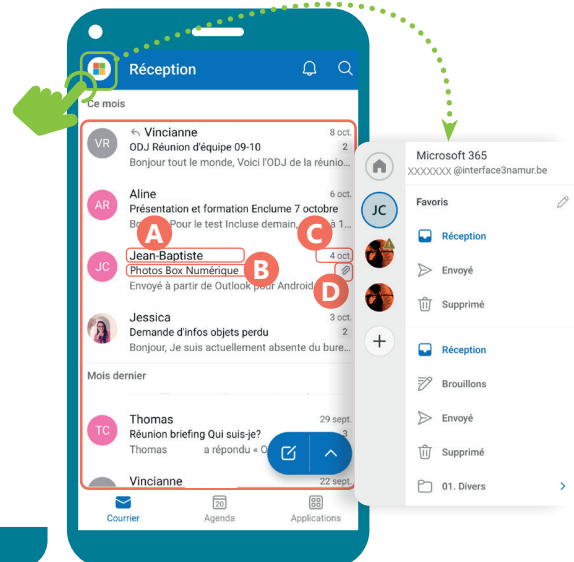 Réception
Ce mois
VR
Vincianne
8 oct.
ODJ Réunion d'équipe 09-10
2
Bonjour tout le monde, Voici l'ODJ de la réunio...
AR
Aline
6 oct.
Présentation et formation Enclume 7 octobre
Pour le test Incluse demain,
à 1...
A
C
JC
Jean-Baptiste
4 oct.
Photos Box Numérique
B
Envoyé à partir de Outlook pour Android
D
Jessica
3 oct.
Demande d'infos objets perdu
2
Bonjour, Je suis actuellement absente du bure...
Mois dernier
TC
Thomas
29 sept.
Réunion briefing Qui suis-je?
3
Thomas a répondu « O
Vincianne
22 sept.
Courrier
20
Agenda
Applications
Microsoft 365
XXXXXXX @interface3namur.be
JC
Favoris
Réception
Envoyé
Supprimé
Réception
Brouillons
Envoyé
Supprimé
01. Divers